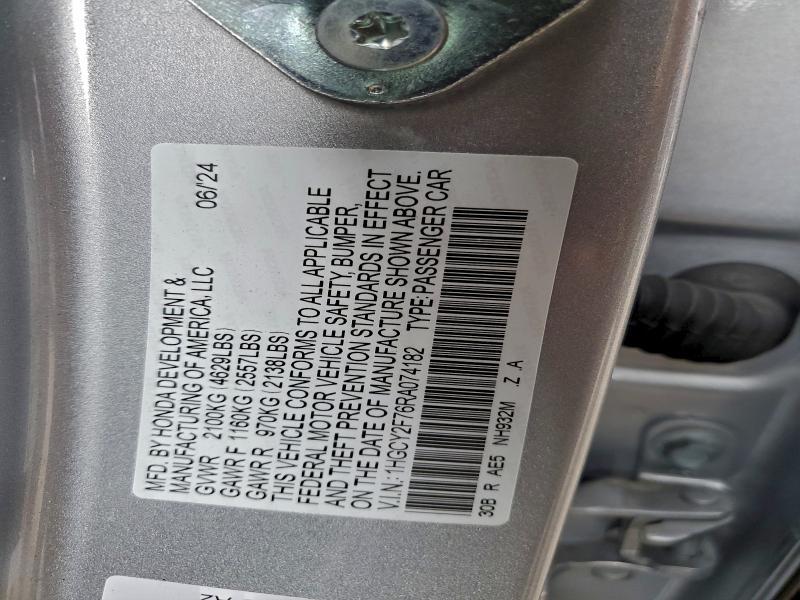 MFD. BY HONDA DEVELOPMENT &
MANUFACTURING OF AMERICA, LLC 06/'24
GVWR 2100KG(4629LBS)
GAWR F 1160KG(2557LBS)
GAWR R 970KG(2138LBS)
THIS VEHICLE CONFORMS TO ALL APPLICABLE
FEDERAL MOTOR VEHICLE SAFETY, BUMPER,
AND THEFT PREVENTION STANDARDS IN EFFECT
ON THE DATE OF MANUFACTURE SHOWN ABOVE.
V.I.N.:1HGCY2F76RA074182 TYPE:PASSENGER CAR
30B R AE5 NH932M Z .A